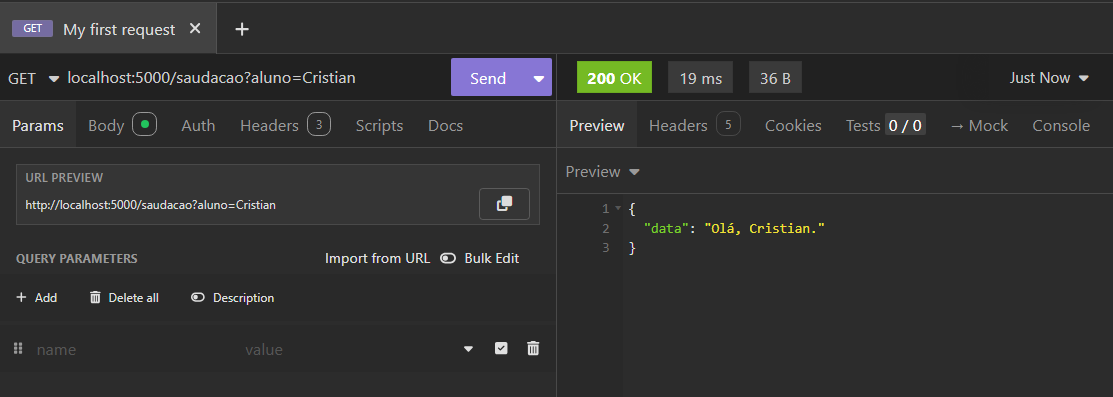 GET My first request
GET localhost:5000/saudacao?aluno=Cristian Send
200 OK 19 ms 36 B Just Now
Params Body Auth Headers 3 Scripts Docs
Preview Headers 5 Cookies Tests 0 / 0 → Mock Console
URL PREVIEW
http://localhost:5000/saudacao?aluno=Cristian
QUERY PARAMETERS Import from URL Bulk Edit
+ Add Delete all Description
name value
Preview
1 {
2 "data": "Olá, Cristian."
3 }